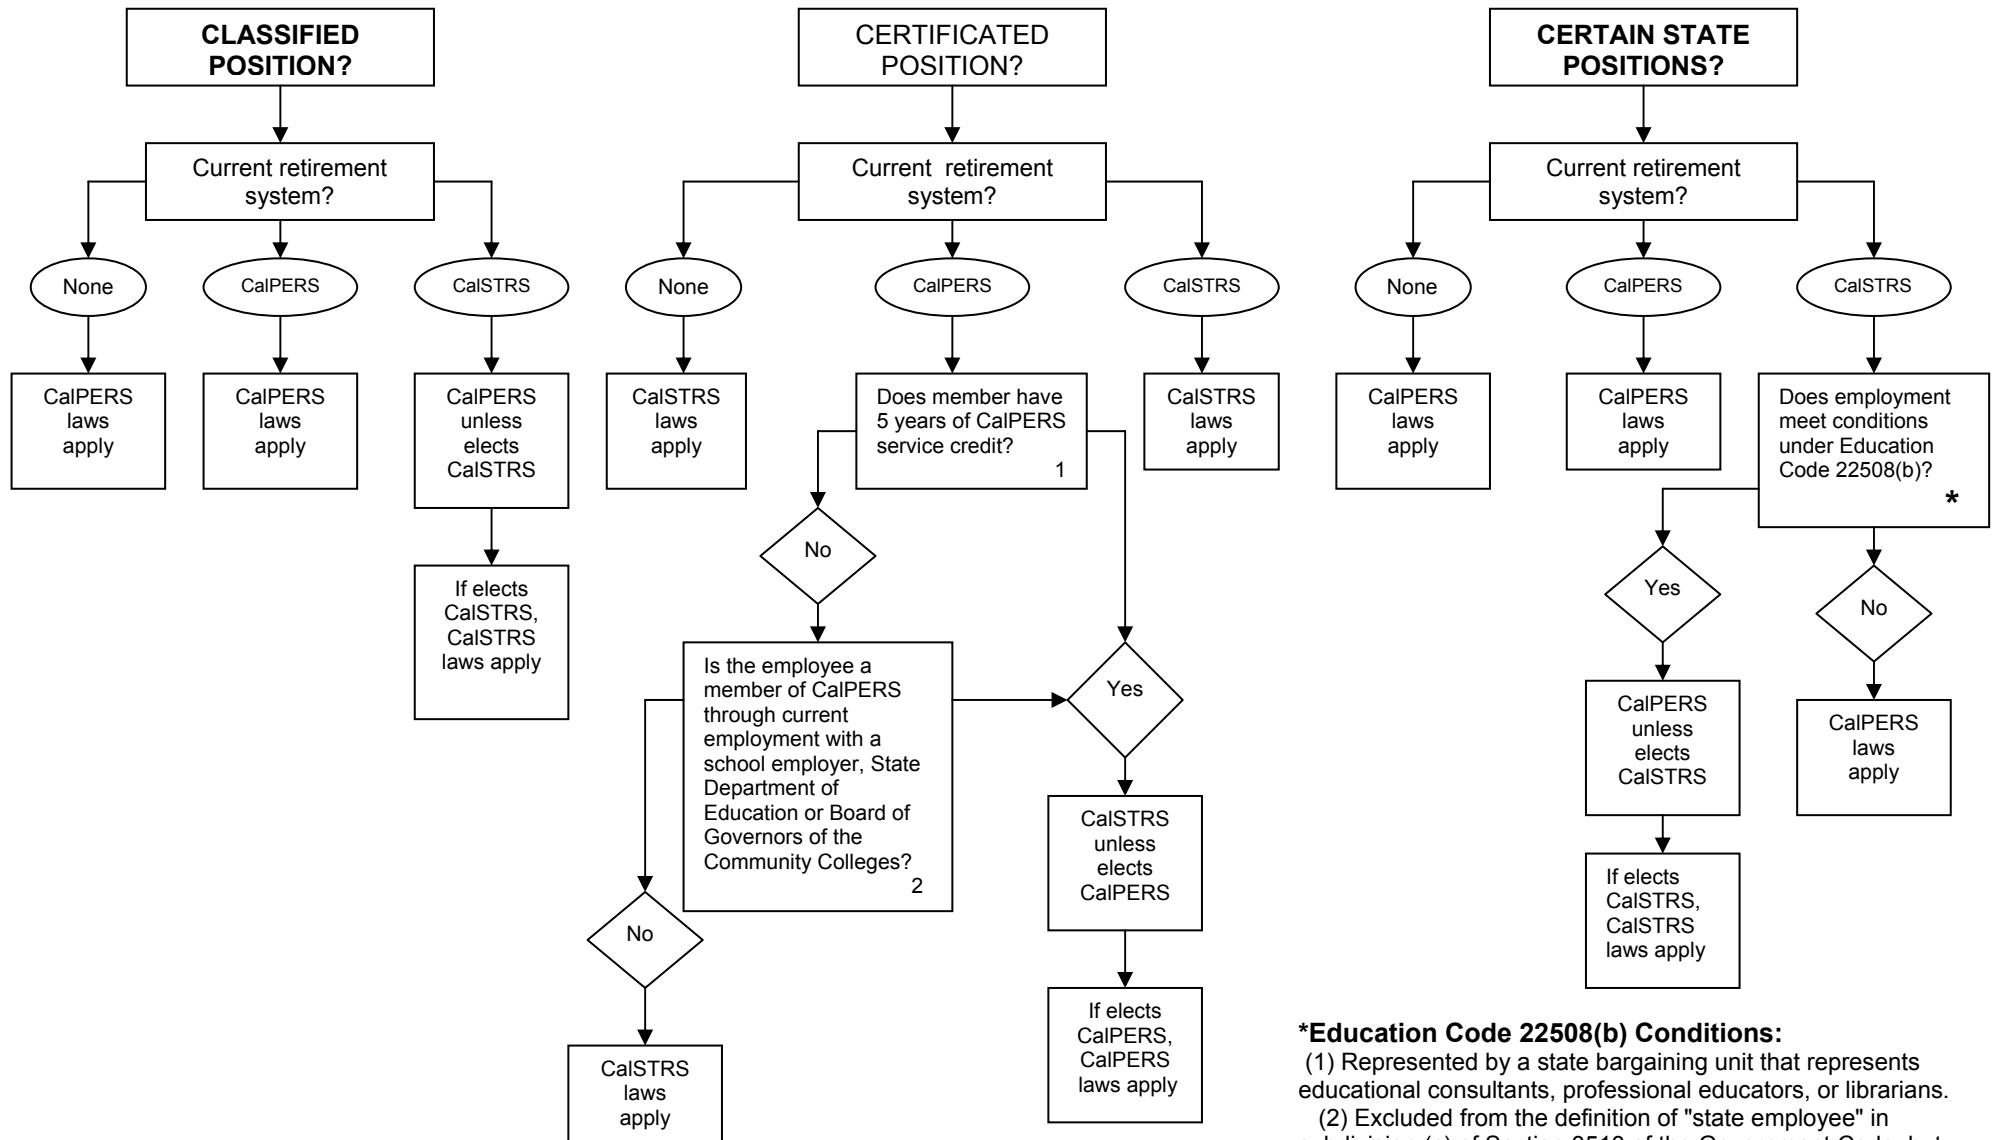 CLASSIFIED
POSITION?
Current retirement
system?
None
CalPERS
CalSTRS
CalPERS
laws
apply
CalPERS
laws
apply
CalPERS
unless
elects
CalSTRS
If elects
CalSTRS,
CalSTRS
laws apply
CERTIFICATED
POSITION?
Current retirement
system?
None
CalPERS
CalSTRS
CalSTRS
laws
apply
Does member have
5 years of CalPERS
service credit?
1
CalSTRS
laws
apply
No
Is the employee a
member of CalPERS
through current
employment with a
school employer, State
Department of
Education or Board of
Governors of the
Community Colleges?
2
Yes
No
CalSTRS
laws
apply
CalSTRS
unless
elects
CalPERS
If elects
CalPERS,
CalPERS
laws apply
CERTAIN STATE
POSITIONS?
Current retirement
system?
None
CalPERS
CalSTRS
CalPERS
laws
apply
CalPERS
laws
apply
Does employment
meet conditions
under Education
Code 22508(b)?
*
Yes
No
CalPERS
unless
elects
CalSTRS
CalPERS
laws
apply
If elects
CalSTRS,
CalSTRS
laws apply
*Education Code 22508(b) Conditions:
(1) Represented by a state bargaining unit that represents
educational consultants, professional educators, or librarians.
(2) Excluded from the definition of "state employee" in